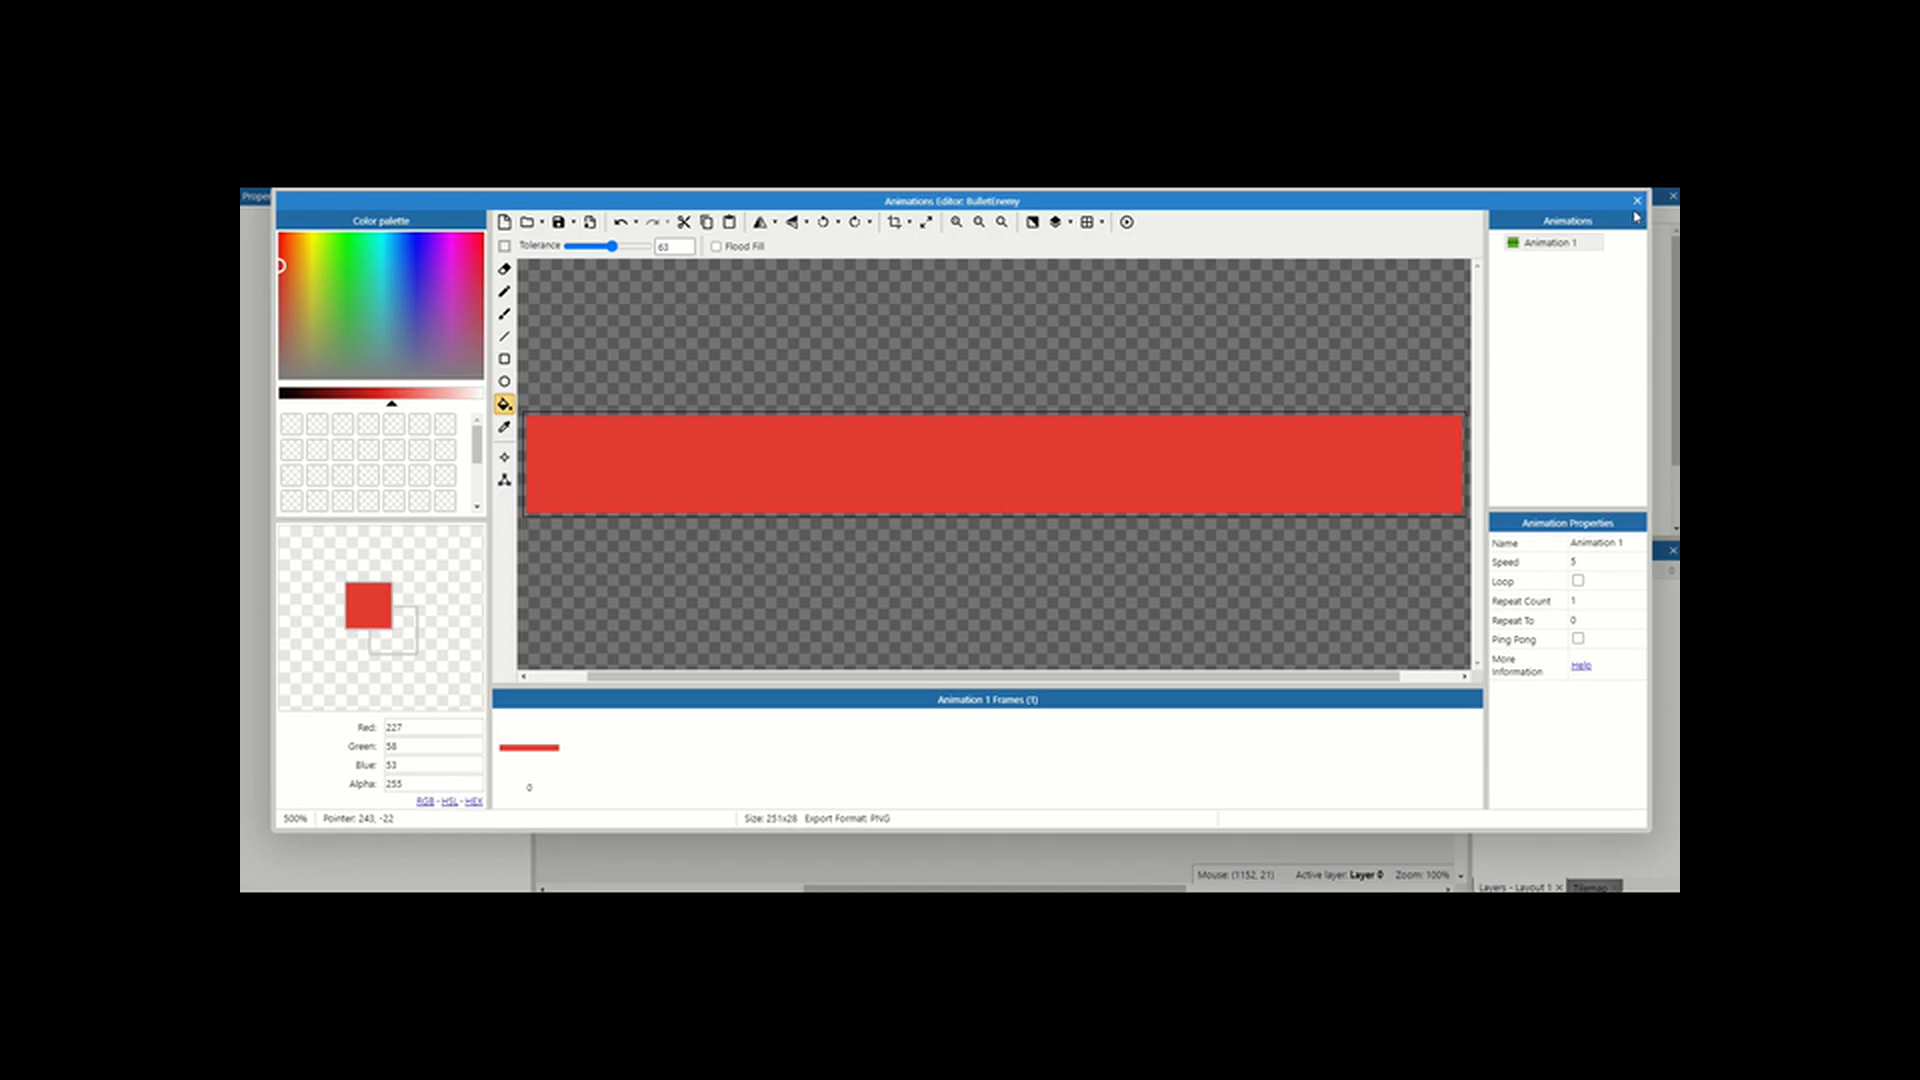 Proper
Animations Editor: BulletEnemy
Color palette
Animations
Tolerance 63 Flood Fill
Animation 1
Animation Properties
Name Animation 1
Speed 5
Loop
Repeat Count 1
Repeat To 0
Ping Pong
More
Information
Help
Animation 1 Frames (1)
0
Red: 227
Green: 58
Blue: 53
Alpha: 255
RGB - HSL - HEX
500% Pointer: 243, -22 Size: 251x28 Export Format: PNG
0
Mouse: (1152, 21) Active layer: Layer 0 Zoom: 100%
Layers - Layout 1 Tilemap